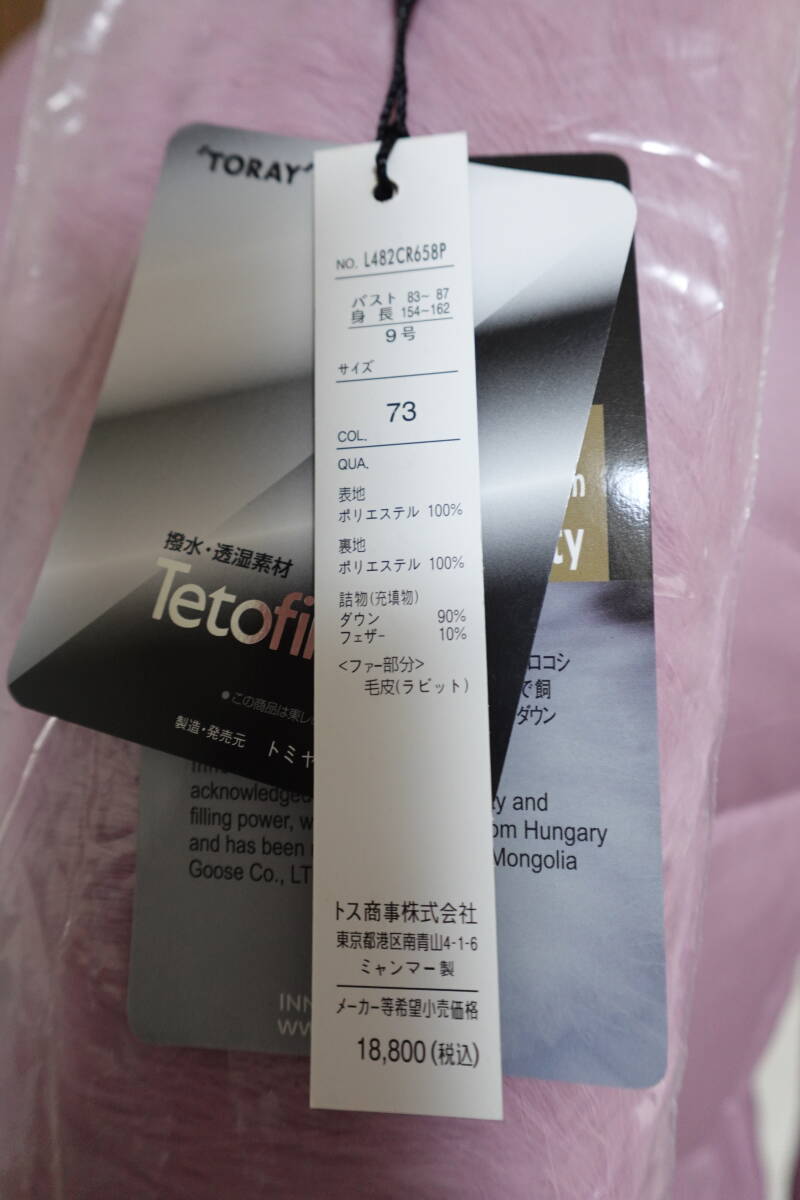 "TORAY"
撥水・透湿素材
Tetofi
●この商品は東レ
製造・発売元 トミヤ
NO. L482CR658P
バスト 83~ 87
身長 154~162
9号
サイズ
73
COL.
QUA.
表地
ポリエステル 100%
裏地
ポリエステル 100%
詰物(充填物)
ダウン 90%
フェザー 10%
<ファー部分>
毛皮(ラビット)
トス商事株式会社
東京都港区南青山4-1-6
ミャンマー製
メーカー等希望小売価格
18,800(税込)
ty
ロコシ
で飼
ダウン
acknowledged
ty and
filling power, w
om Hungary
and has been
Mongolia
Goose Co., LT
INN
WW